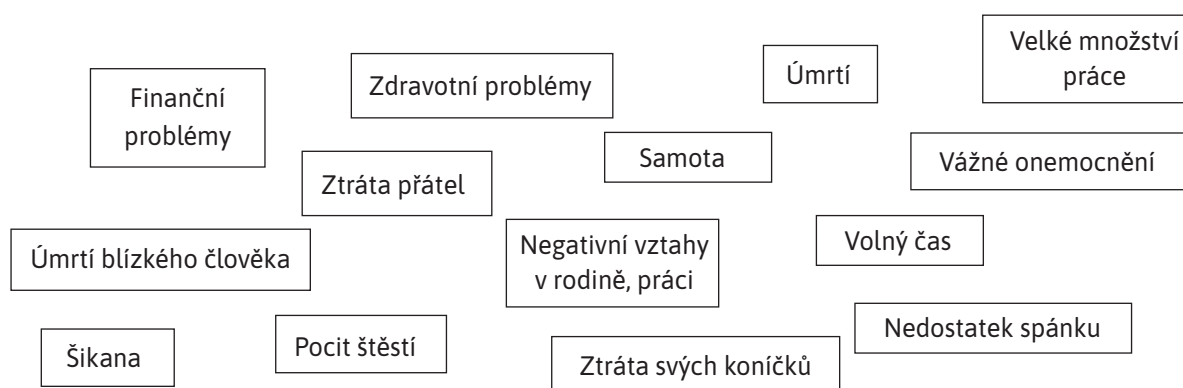 Velké množství
práce
Zdravotní problémy
Úmrtí
Finanční
problémy
Samota
Vážné onemocnění
Ztráta přátel
Negativní vztahy
v rodině, práci
Volný čas
Úmrtí blízkého člověka
Nedostatek spánku
Šikana
Pocit štěstí
Ztráta svých koníčků